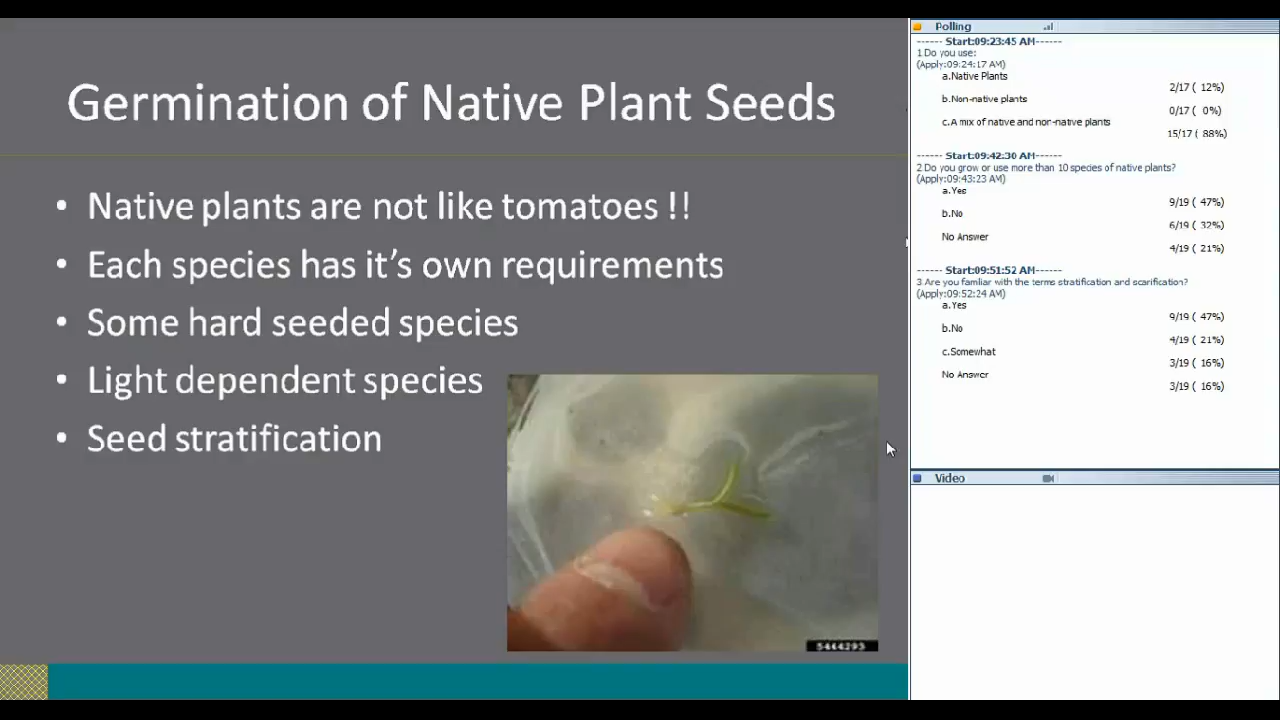 Germination of Native Plant Seeds
• Native plants are not like tomatoes !!
• Each species has it's own requirements
• Some hard seeded species
• Light dependent species
• Seed stratification
5444293
Polling
------ Start:09:23:45 AM------
1.Do you use:
(Apply:09:24:17 AM)
a.Native Plants
2/17 ( 12%)
b.Non-native plants
0/17 ( 0%)
c.A mix of native and non-native plants
15/17 ( 88%)
------ Start:09:42:30 AM------
2.Do you grow or use more than 10 species of native plants?
(Apply:09:43:23 AM)
a.Yes
9/19 ( 47%)
b.No
6/19 ( 32%)
No Answer
4/19 ( 21%)
------ Start:09:51:52 AM------
3.Are you famliar with the terms stratification and scarification?
(Apply:09:52:24 AM)
a.Yes
9/19 ( 47%)
b.No
4/19 ( 21%)
c.Somewhat
3/19 ( 16%)
No Answer
3/19 ( 16%)
Video